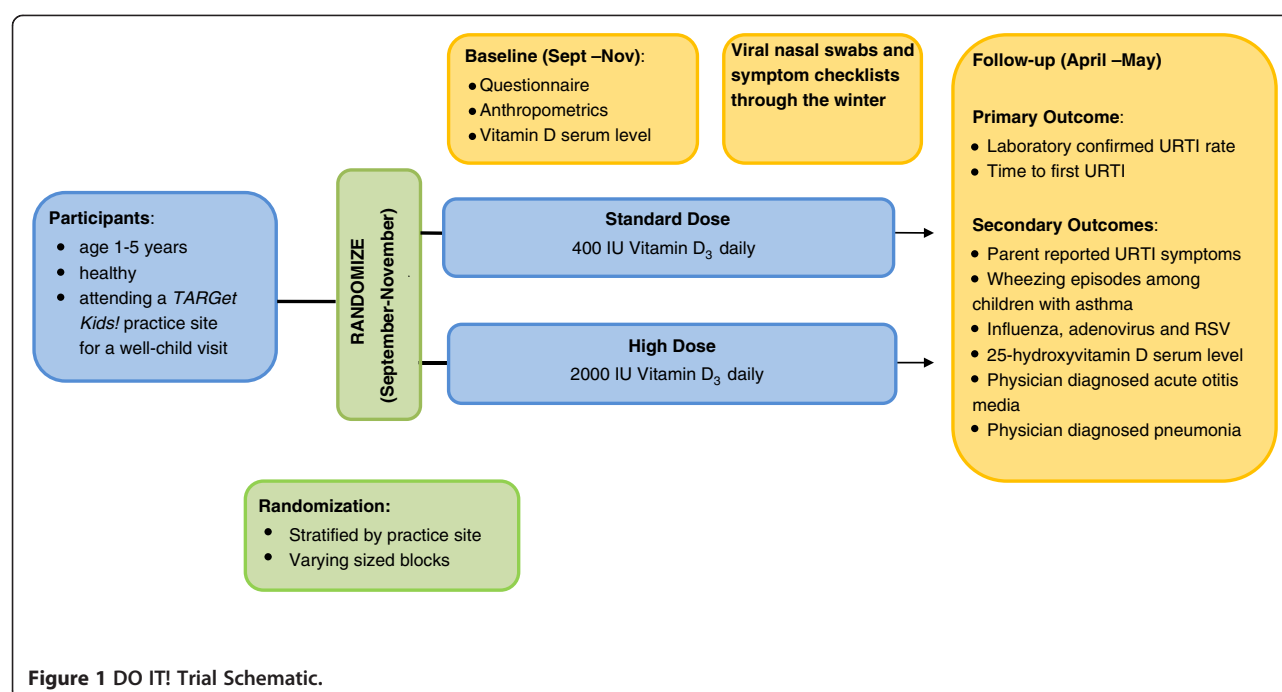 Baseline (Sept –Nov):
● Questionnaire
● Anthropometrics
● Vitamin D serum level
Viral nasal swabs and
symptom checklists
through the winter
Follow-up (April –May)
Primary Outcome:
● Laboratory confirmed URTI rate
● Time to first URTI
Secondary Outcomes:
● Parent reported URTI symptoms
● Wheezing episodes among
children with asthma
● Influenza, adenovirus and RSV
● 25-hydroxyvitamin D serum level
● Physician diagnosed acute otitis
media
● Physician diagnosed pneumonia
Participants:
● age 1-5 years
● healthy
● attending a TARGet
Kids! practice site
for a well-child visit
RANDOMIZE
(September-November)
Standard Dose
400 IU Vitamin D₃ daily
High Dose
2000 IU Vitamin D₃ daily
Randomization:
● Stratified by practice site
● Varying sized blocks
Figure 1 DO IT! Trial Schematic.